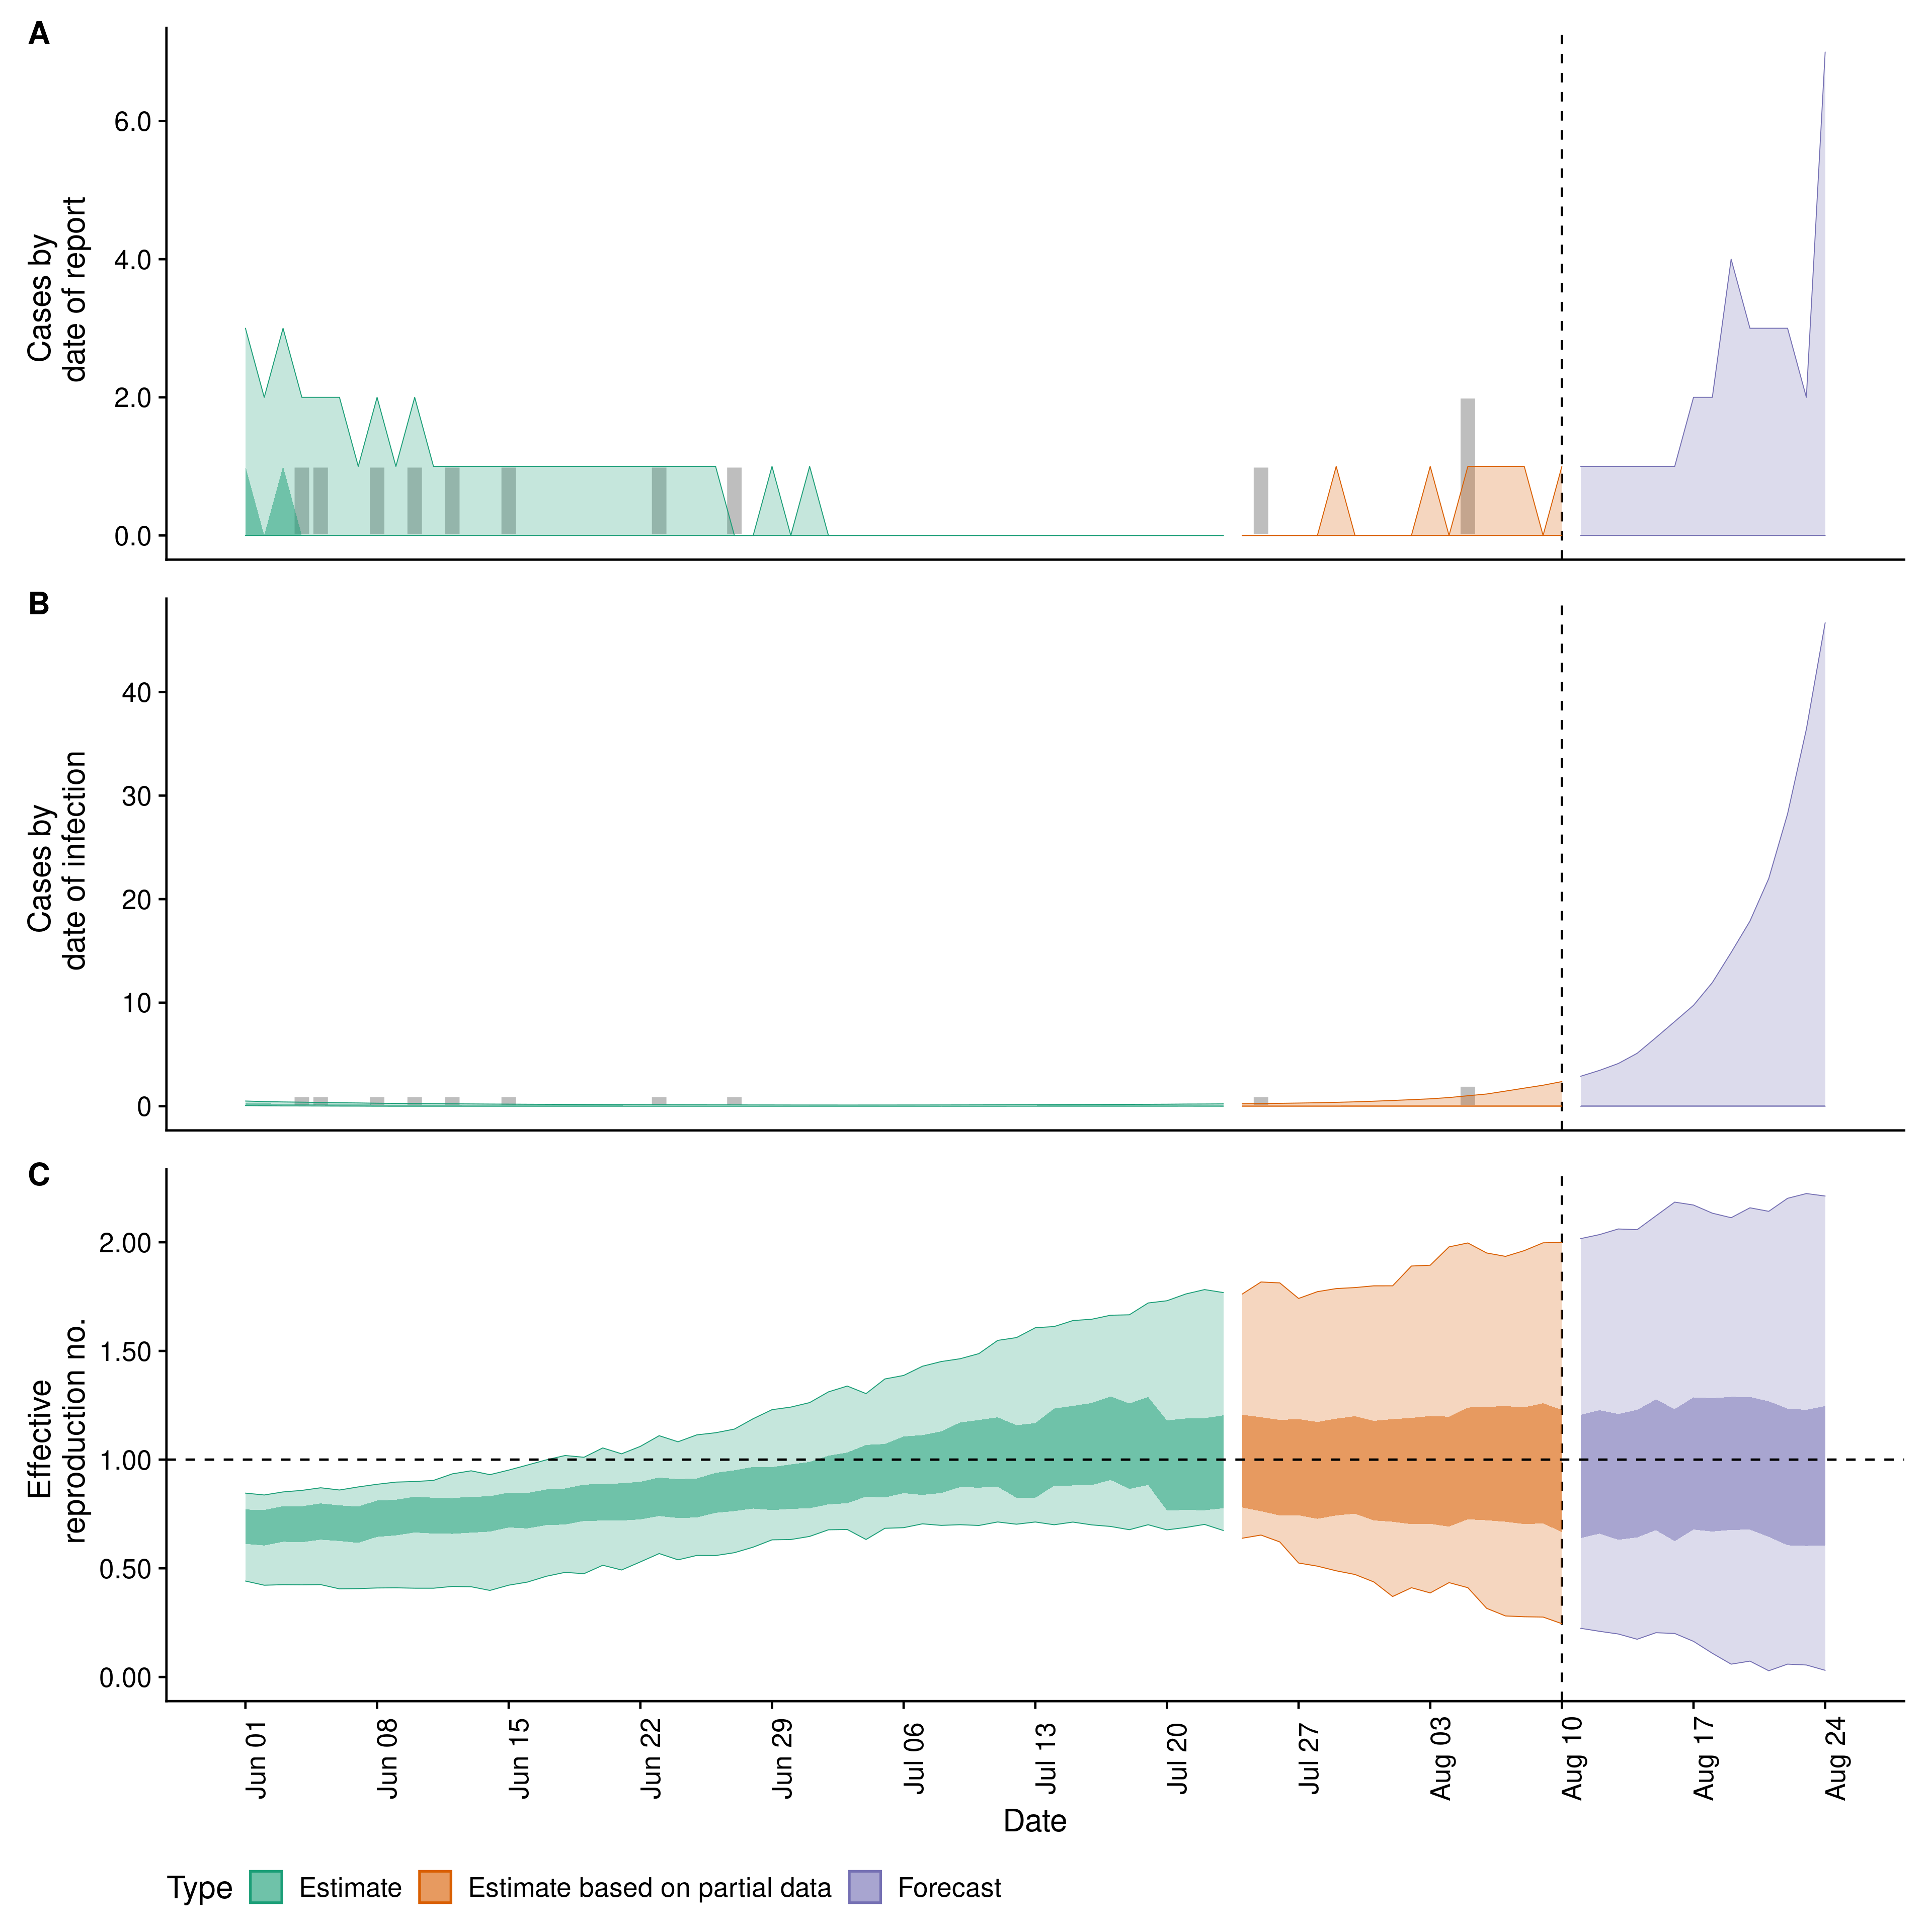 A
Cases by
date of report
6.0
4.0
2.0
0.0
B
Cases by
date of infection
40
30
20
10
0
C
Effective
reproduction no.
2.00
1.50
1.00
0.50
0.00
Jun 01
Jun 08
Jun 15
Jun 22
Jun 29
Jul 06
Jul 13
Jul 20
Jul 27
Aug 03
Aug 10
Aug 17
Aug 24
Date
Type Estimate Estimate based on partial data Forecast